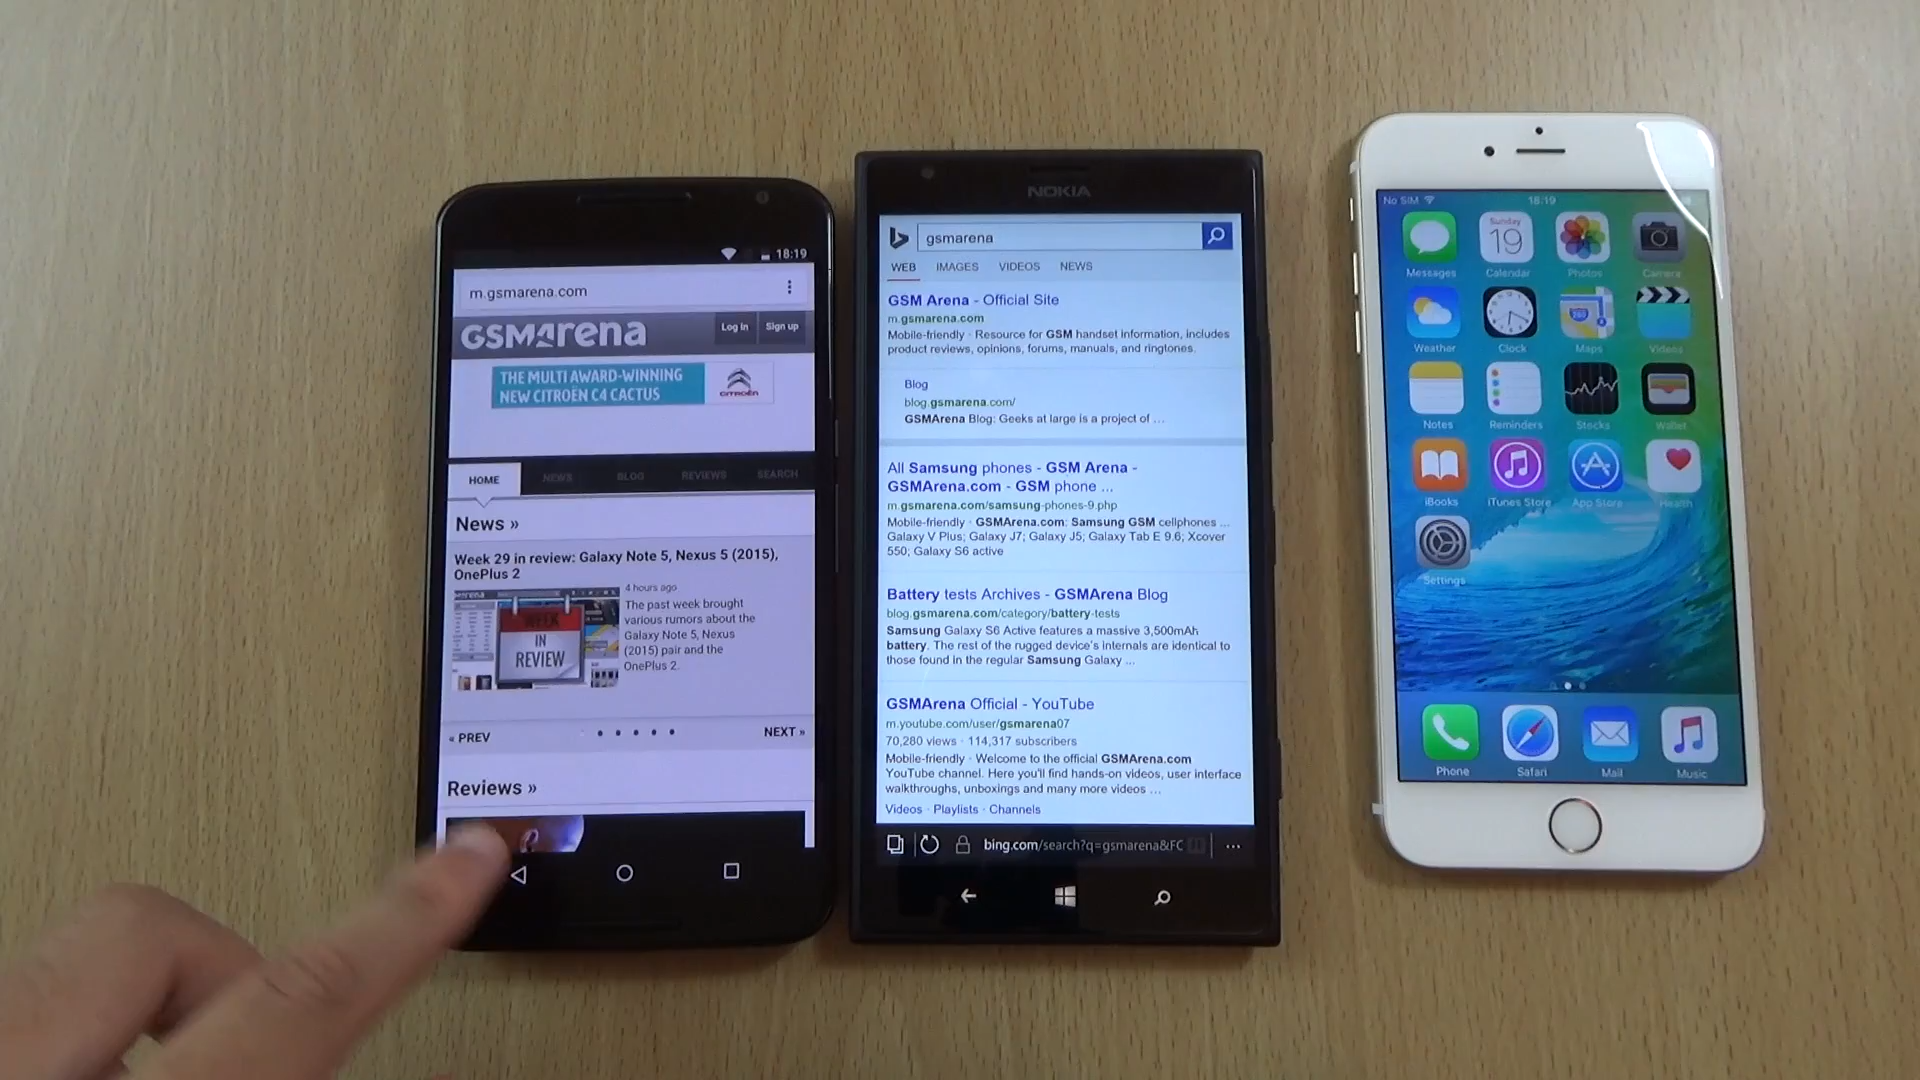 18:19
m.gsmarena.com
GSMArena
Log in
Sign up
THE MULTI AWARD-WINNING
NEW CITROËN C4 CACTUS
CITROËN
HOME
NEWS
BLOG
REVIEWS
SEARCH
News »
Week 29 in review: Galaxy Note 5, Nexus 5 (2015),
OnePlus 2
4 hours ago
WEEK
IN
REVIEW
The past week brought
various rumors about the
Galaxy Note 5, Nexus
(2015) pair and the
OnePlus 2.
« PREV
NEXT »
Reviews »
NOKIA
gsmarena
WEB
IMAGES
VIDEOS
NEWS
GSM Arena - Official Site
m.gsmarena.com
Mobile-friendly · Resource for GSM handset information, includes
product reviews, opinions, forums, manuals, and ringtones.
Blog
blog.gsmarena.com/
GSMArena Blog: Geeks at large is a project of ...
All Samsung phones - GSM Arena -
GSMArena.com - GSM phone ...
m.gsmarena.com/samsung-phones-9.php
Mobile-friendly · GSMArena.com: Samsung GSM cellphones ...
Galaxy V Plus; Galaxy J7; Galaxy J5; Galaxy Tab E 9.6; Xcover
550; Galaxy S6 active
Battery tests Archives - GSMArena Blog
blog.gsmarena.com/category/battery-tests
Samsung Galaxy S6 Active features a massive 3,500mAh
battery. The rest of the rugged device's internals are identical to
those found in the regular Samsung Galaxy ...
GSMArena Official - YouTube
m.youtube.com/user/gsmarena07
70,280 views · 114,317 subscribers
Mobile-friendly · Welcome to the official GSMArena.com
YouTube channel. Here you'll find hands-on videos, user interface
walkthroughs, unboxings and many more videos ...
Videos · Playlists · Channels
bing.com/search?q=gsmarena&FC
No SIM
18:19
Sunday
19
Messages
Calendar
Photos
Camera
280
Weather
Clock
Maps
Videos
Notes
Reminders
Stocks
Wallet
iBooks
iTunes Store
App Store
Health
Settings
Phone
Safari
Mail
Music